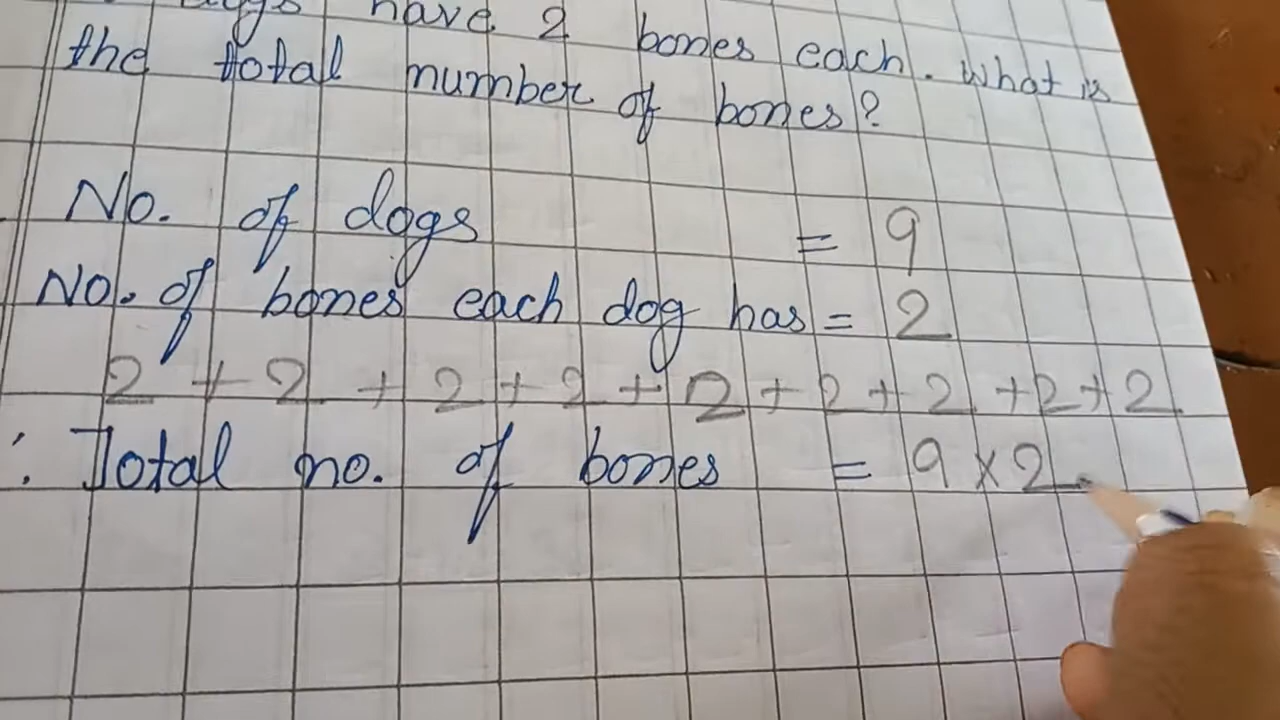 have 2 bones each. What is
the total number of bones?
No. of dogs = 9
No. of bones each dog has = 2
2 + 2 + 2 + 2 + 2 + 2 + 2 + 2 + 2
∴ Total no. of bones = 9 × 2